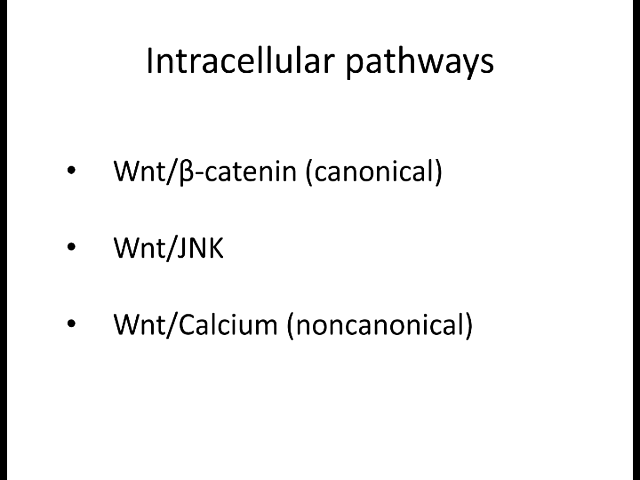 Intracellular pathways
• Wnt/β-catenin (canonical)
• Wnt/JNK
• Wnt/Calcium (noncanonical)